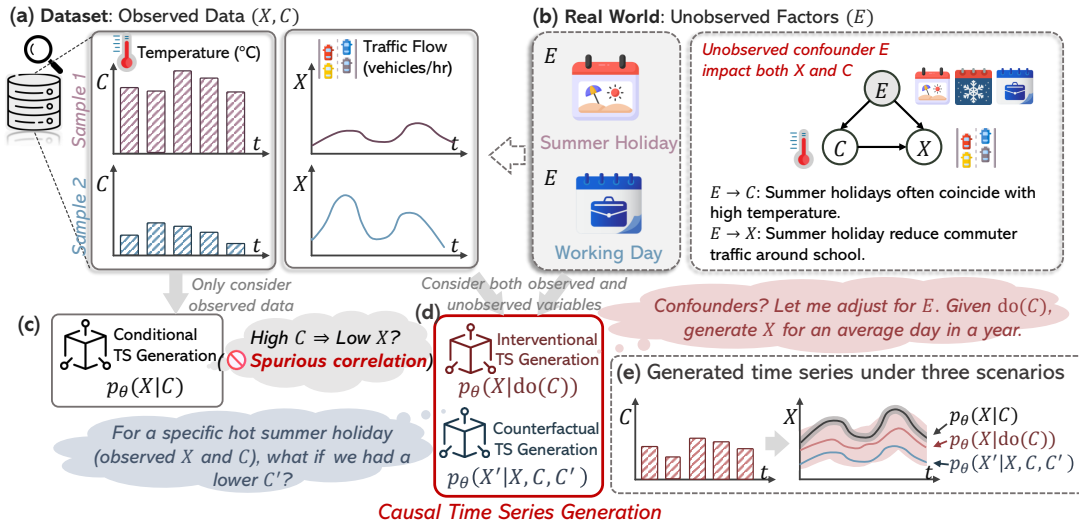 (a) Dataset: Observed Data (X, C)
Sample 1
C
Temperature (°C)
t
X
Traffic Flow
(vehicles/hr)
t
Sample 2
C
t
X
t
(b) Real World: Unobserved Factors (E)
E
Summer Holiday
E
Working Day
Unobserved confounder E
impact both X and C
E
C
X
E → C: Summer holidays often coincide with
high temperature.
E → X: Summer holiday reduce commuter
traffic around school.
Only consider
observed data
Consider both observed and
unobserved variables
(c)
Conditional
TS Generation
pθ(X|C)
High C ⇒ Low X?
( Spurious correlation)
For a specific hot summer holiday
(observed X and C), what if we had a
lower C′?
(d)
Interventional
TS Generation
pθ(X|do(C))
Counterfactual
TS Generation
pθ(X′|X, C, C′)
Causal Time Series Generation
Confounders? Let me adjust for E. Given do(C),
generate X for an average day in a year.
(e) Generated time series under three scenarios
C
t
X
t
pθ(X|C)
pθ(X|do(C))
pθ(X′|X, C, C′)